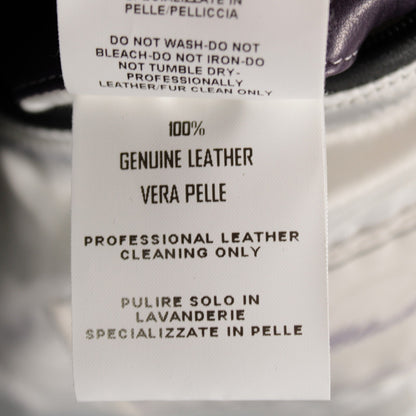 PELLE/PELLICCIA
DO NOT WASH-DO NOT
BLEACH-DO NOT IRON-DO
NOT TUMBLE DRY-
PROFESSIONALLY
LEATHER/FUR CLEAN ONLY
100%
GENUINE LEATHER
VERA PELLE
PROFESSIONAL LEATHER
CLEANING ONLY
PULIRE SOLO IN
LAVANDERIE
SPECIALIZZATE IN PELLE